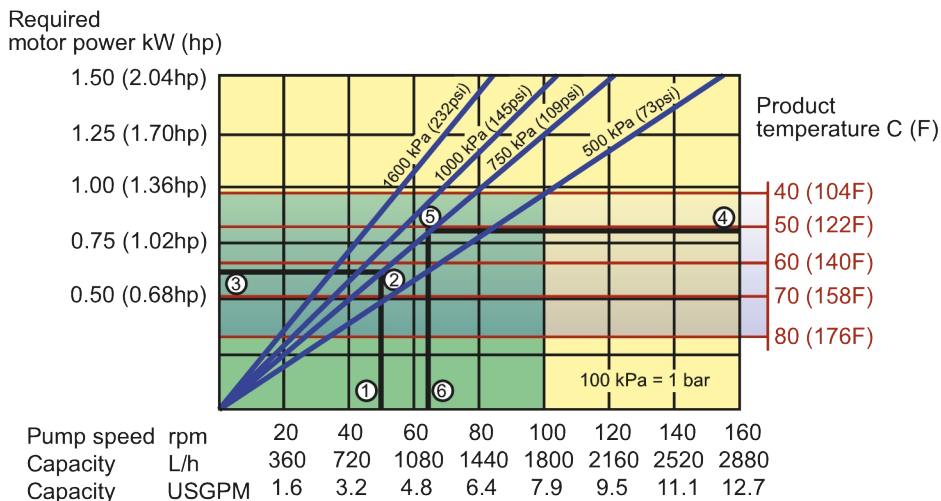 Required
motor power kW (hp)
1.50 (2.04hp)
1.25 (1.70hp)
1.00 (1.36hp)
0.75 (1.02hp)
0.50 (0.68hp)
1600 kPa (232psi)
1000 kPa (145psi)
750 kPa (109psi)
500 kPa (73psi)
Product
temperature C (F)
40 (104F)
50 (122F)
60 (140F)
70 (158F)
80 (176F)
5
4
3
2
1
6
100 kPa = 1 bar
Pump speed rpm 20 40 60 80 100 120 140 160
Capacity L/h 360 720 1080 1440 1800 2160 2520 2880
Capacity USGPM 1.6 3.2 4.8 6.4 7.9 9.5 11.1 12.7